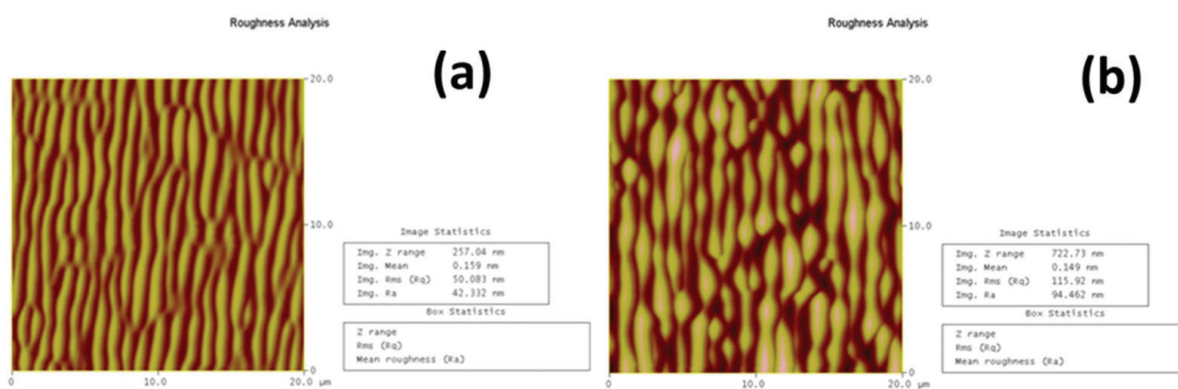 Roughness Analysis
(a)
20.0
10.0
0
0 10.0 20.0 µm
Image Statistics
Img. Z range 257.04 nm
Img. Mean 0.159 nm
Img. Rms (Rq) 50.083 nm
Img. Ra 42.332 nm
Box Statistics
Z range
Rms (Rq)
Mean roughness (Ra)
Roughness Analysis
(b)
20.0
10.0
0
0 10.0 20.0 µm
Image Statistics
Img. Z range 722.73 nm
Img. Mean 0.149 nm
Img. Rms (Rq) 115.92 nm
Img. Ra 94.462 nm
Box Statistics
Z range
Rms (Rq)
Mean roughness (Ra)